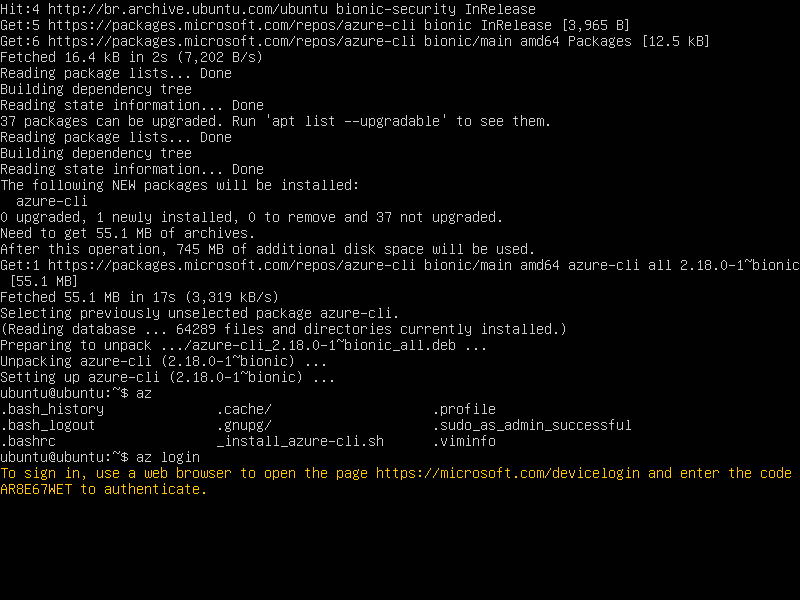 Hit:4 http://br.archive.ubuntu.com/ubuntu bionic-security InRelease
Get:5 https://packages.microsoft.com/repos/azure-cli bionic InRelease [3,965 B]
Get:6 https://packages.microsoft.com/repos/azure-cli bionic/main amd64 Packages [12.5 kB]
Fetched 16.4 kB in 2s (7,202 B/s)
Reading package lists... Done
Building dependency tree
Reading state information... Done
37 packages can be upgraded. Run 'apt list --upgradable' to see them.
Reading package lists... Done
Building dependency tree
Reading state information... Done
The following NEW packages will be installed:
  azure-cli
0 upgraded, 1 newly installed, 0 to remove and 37 not upgraded.
Need to get 55.1 MB of archives.
After this operation, 745 MB of additional disk space will be used.
Get:1 https://packages.microsoft.com/repos/azure-cli bionic/main amd64 azure-cli all 2.18.0-1~bionic
 [55.1 MB]
Fetched 55.1 MB in 17s (3,319 kB/s)
Selecting previously unselected package azure-cli.
(Reading database ... 64289 files and directories currently installed.)
Preparing to unpack .../azure-cli_2.18.0-1~bionic_all.deb ...
Unpacking azure-cli (2.18.0-1~bionic) ...
Setting up azure-cli (2.18.0-1~bionic) ...
ubuntu@ubuntu:~$ az
.bash_history              .cache/                    .profile
.bash_logout               .gnupg/                    .sudo_as_admin_successful
.bashrc                    _install_azure-cli.sh      .viminfo
ubuntu@ubuntu:~$ az login
To sign in, use a web browser to open the page https://microsoft.com/devicelogin and enter the code
AR8E67WET to authenticate.